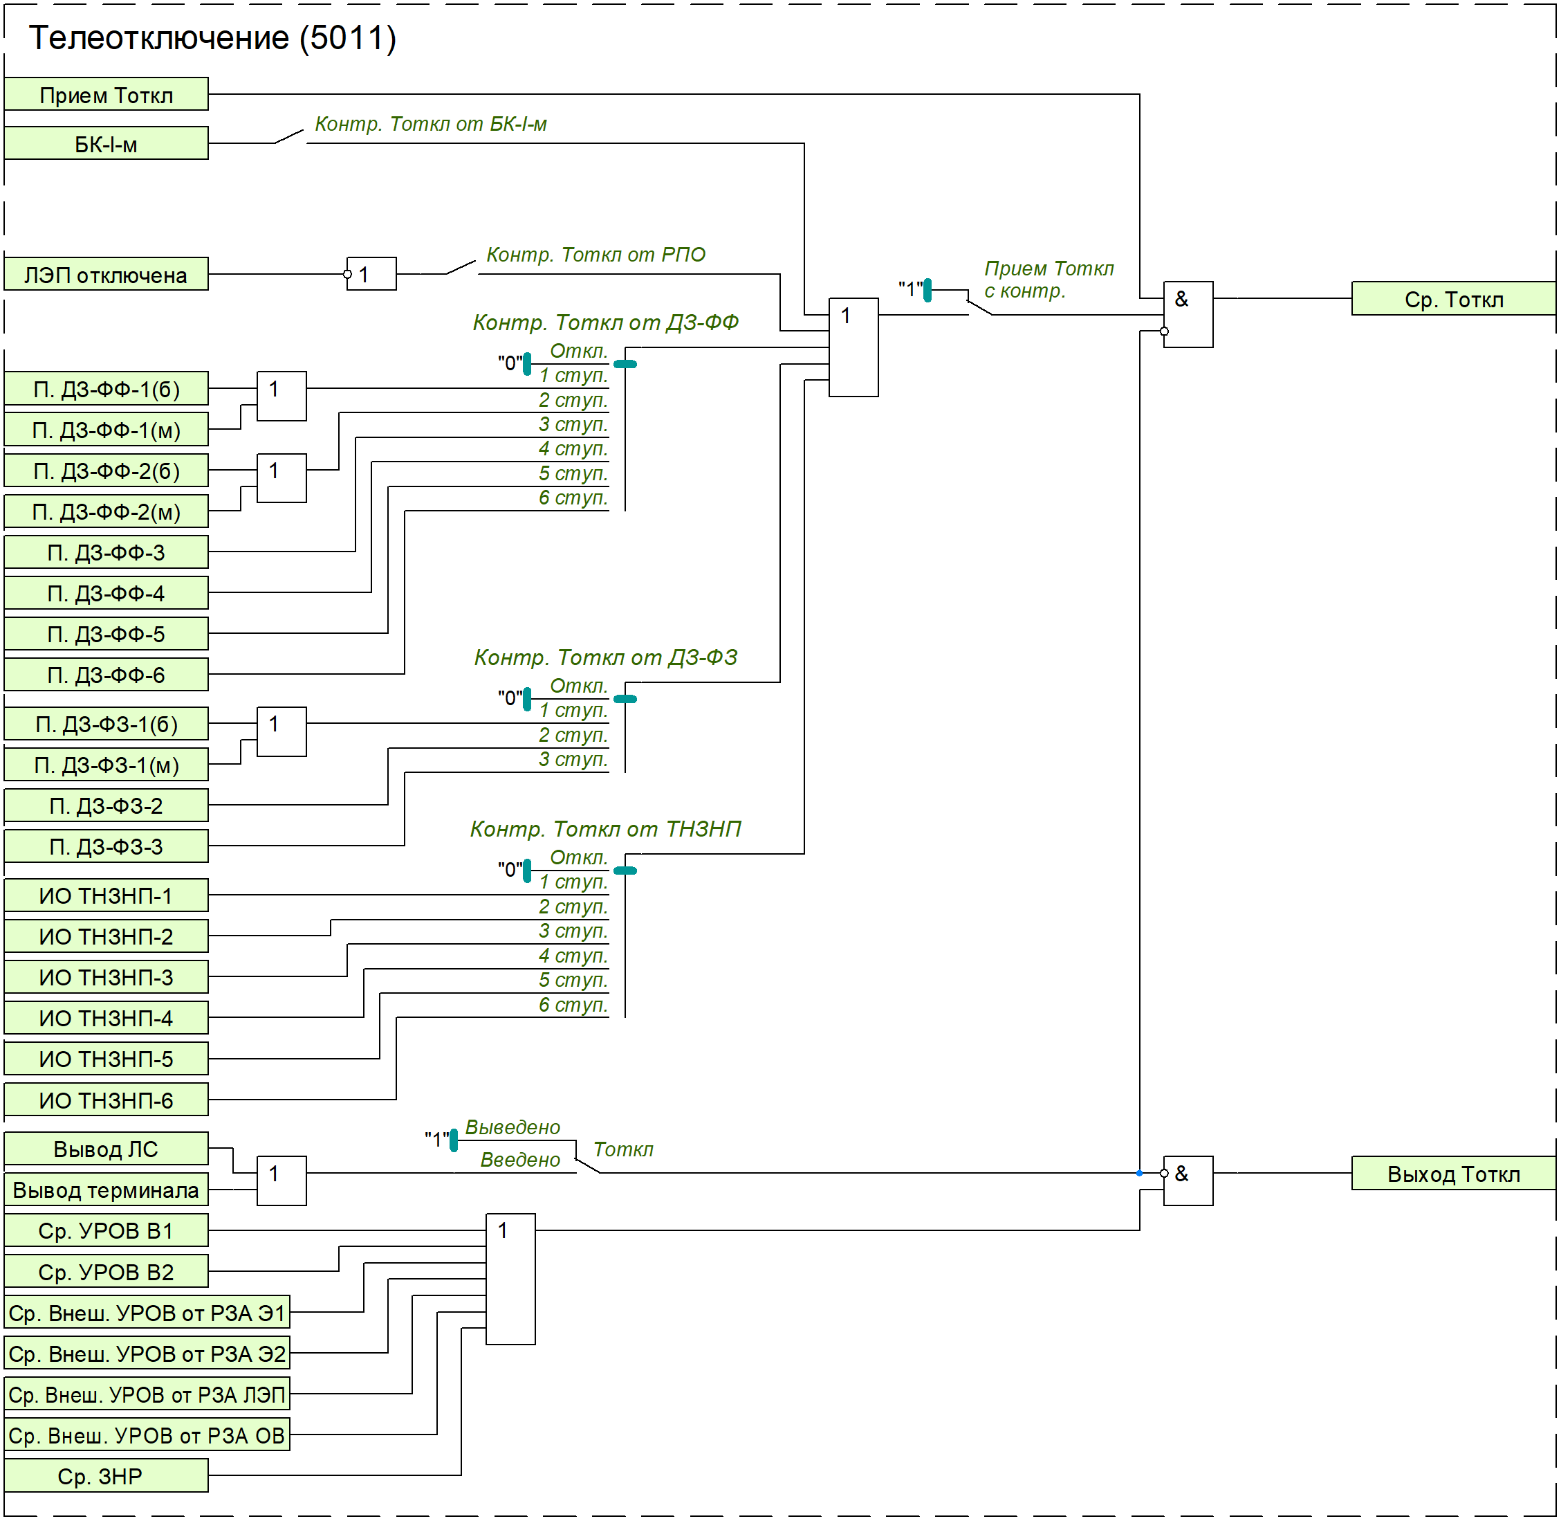 Телеотключение (5011)
Прием Тоткл
БК-I-м
Контр. Тоткл от БК-I-м
ЛЭП отключена
1
Контр. Тоткл от РПО
"1"
Прием Тоткл
с контр.
&
Ср. Тоткл
1
Контр. Тоткл от ДЗ-ФФ
"0"
Откл.
1 ступ.
2 ступ.
3 ступ.
4 ступ.
5 ступ.
6 ступ.
П. ДЗ-ФФ-1(б)
1
П. ДЗ-ФФ-1(м)
П. ДЗ-ФФ-2(б)
1
П. ДЗ-ФФ-2(м)
П. ДЗ-ФФ-3
П. ДЗ-ФФ-4
П. ДЗ-ФФ-5
П. ДЗ-ФФ-6
Контр. Тоткл от ДЗ-ФЗ
"0"
Откл.
1 ступ.
2 ступ.
3 ступ.
П. ДЗ-ФЗ-1(б)
1
П. ДЗ-ФЗ-1(м)
П. ДЗ-ФЗ-2
П. ДЗ-ФЗ-3
Контр. Тоткл от ТНЗНП
"0"
Откл.
1 ступ.
2 ступ.
3 ступ.
4 ступ.
5 ступ.
6 ступ.
ИО ТНЗНП-1
ИО ТНЗНП-2
ИО ТНЗНП-3
ИО ТНЗНП-4
ИО ТНЗНП-5
ИО ТНЗНП-6
"1"
Выведено
Введено
Тоткл
Вывод ЛС
1
Вывод терминала
&
Выход Тоткл
Ср. УРОВ В1
1
Ср. УРОВ В2
Ср. Внеш. УРОВ от РЗА Э1
Ср. Внеш. УРОВ от РЗА Э2
Ср. Внеш. УРОВ от РЗА ЛЭП
Ср. Внеш. УРОВ от РЗА ОВ
Ср. ЗНР